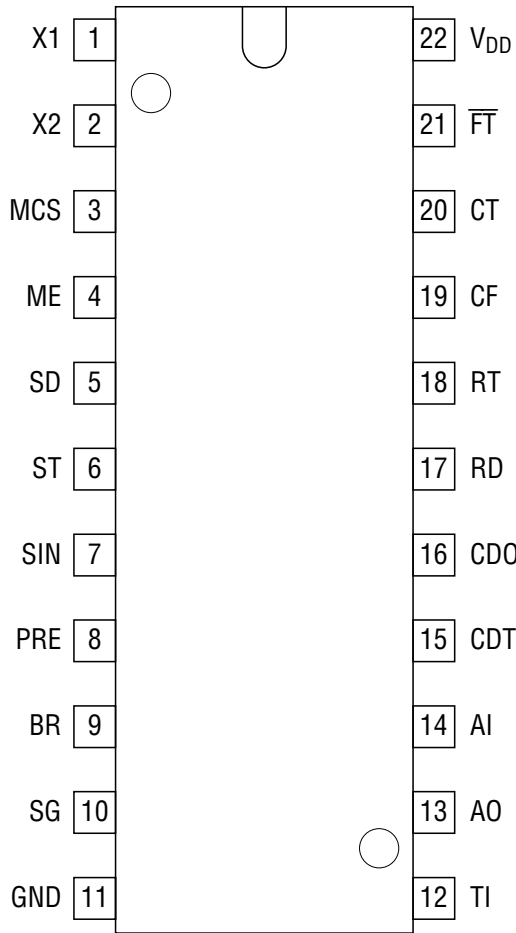 X1 1 22 VDD
X2 2 21 F̅T̅
MCS 3 20 CT
ME 4 19 CF
SD 5 18 RT
ST 6 17 RD
SIN 7 16 CDO
PRE 8 15 CDT
BR 9 14 AI
SG 10 13 AO
GND 11 12 TI